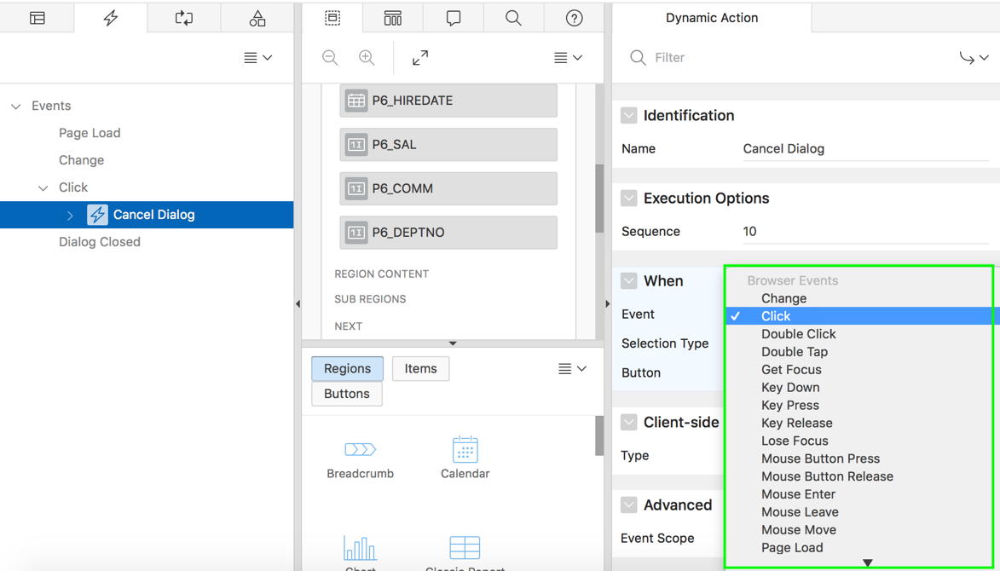 Events
Page Load
Change
Click
Cancel Dialog
Dialog Closed
P6_HIREDATE
P6_SAL
P6_COMM
P6_DEPTNO
REGION CONTENT
SUB REGIONS
NEXT
Regions
Items
Buttons
Breadcrumb
Calendar
Chart
Classic Report
Dynamic Action
Filter
Identification
Name
Cancel Dialog
Execution Options
Sequence
10
When
Event
Selection Type
Button
Client-side
Type
Advanced
Event Scope
Browser Events
Change
✓ Click
Double Click
Double Tap
Get Focus
Key Down
Key Press
Key Release
Lose Focus
Mouse Button Press
Mouse Button Release
Mouse Enter
Mouse Leave
Mouse Move
Page Load